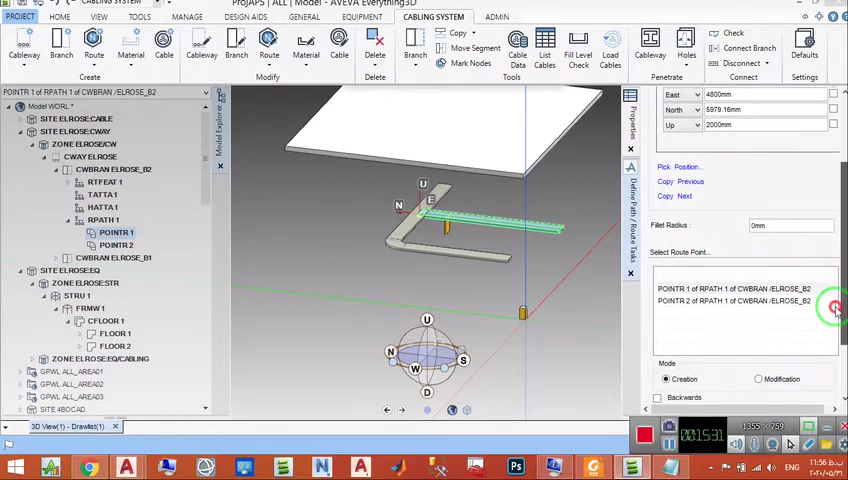 CABLING SYSTEM
ProJAPS | ALL | Model - AVEVA Everything3D
PROJECT HOME VIEW TOOLS MANAGE DESIGN AIDS GENERAL EQUIPMENT CABLING SYSTEM ADMIN
Cableway Route Material Cable
Create
Cableway Branch Route Material Cable
Modify
Delete
Delete
Branch
Copy
Move Segment
Mark Nodes
Cable Data
List Cables
Fill Level Check
Tools
Cableway Holes
Penetrate
Check
Connect Branch
Disconnect
Defaults
Settings
POINTR 1 of RPATH 1 of CWBRAN /ELROSE_B2
Model WORL*
SITE ELROSE:CABLE
SITE ELROSE:CWAY
ZONE ELROSE/CW
CWAY ELROSE
CWBRAN ELROSE_B2
RTFEAT 1
TATTA 1
HATTA 1
RPATH 1
POINTR 1
POINTR 2
CWBRAN ELROSE_B1
SITE ELROSE:EQ
ZONE ELROSE:STR
STRU 1
FRMW 1
CFLOOR 1
FLOOR 1
FLOOR 2
ZONE ELROSE:EQ/CABLING
GPWL ALL_AREA01
GPWL ALL_AREA02
GPWL ALL_AREA03
SITE 4BOCAD
Model Explorer
U
N
E
U
N
S
W
D
3D View(1) - Drawlist(1)
Properties
Define Path / Route Tasks
East 4800mm
North 5979.16mm
Up 2000mm
Pick Position...
Copy Previous
Copy Next
Fillet Radius : 0mm
Select Route Point...
POINTR 1 of RPATH 1 of CWBRAN /ELROSE_B2
POINTR 2 of RPATH 1 of CWBRAN /ELROSE_B2
Mode
Creation Modification
Backwards
00:15:31
1355 × 759
ENG
11:56 ب.ظ